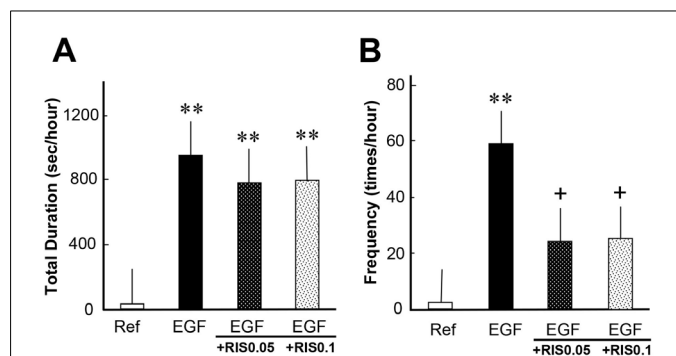 A
Total Duration (sec/hour)
1200
800
400
0
**
**
**
Ref
EGF
EGF
+RIS0.05
EGF
+RIS0.1
B
Frequency (times/hour)
80
60
40
20
0
**
+
+
Ref
EGF
EGF
+RIS0.05
EGF
+RIS0.1